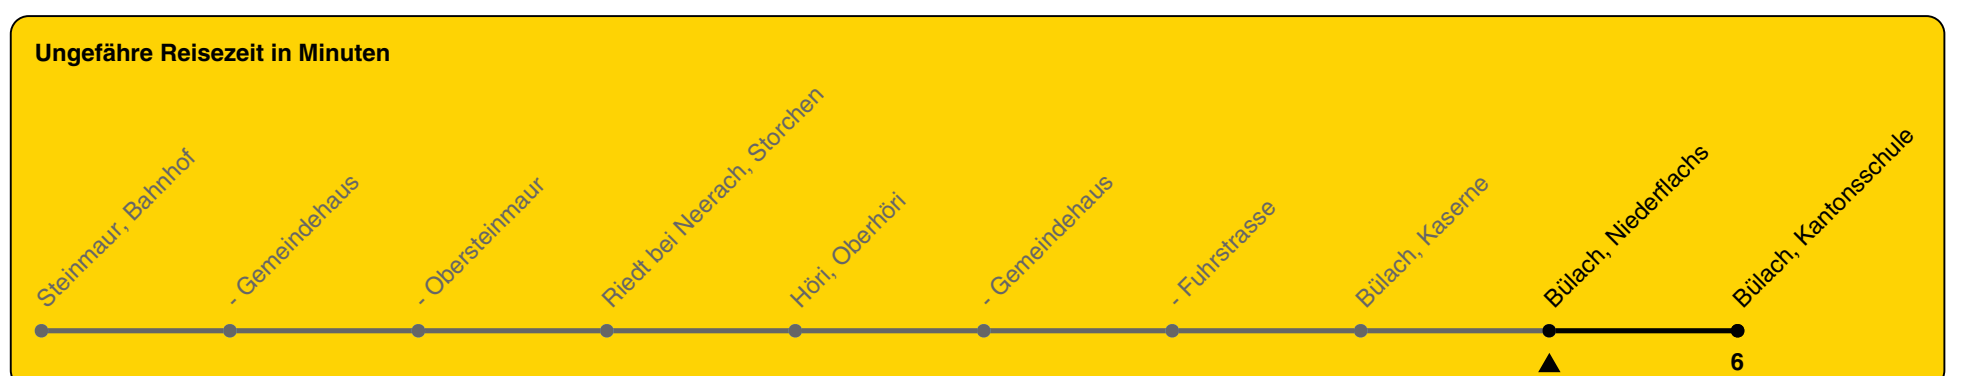 Ungefähre Reisezeit in Minuten
Steinmaur, Bahnhof
- Gemeindehaus
- Obersteinmaur
Riedt bei Neerach, Storchen
Höri, Oberhöri
- Gemeindehaus
- Fuhrstrasse
Bülach, Kaserne
Bülach, Niederflachs
Bülach, Kantonsschule
6